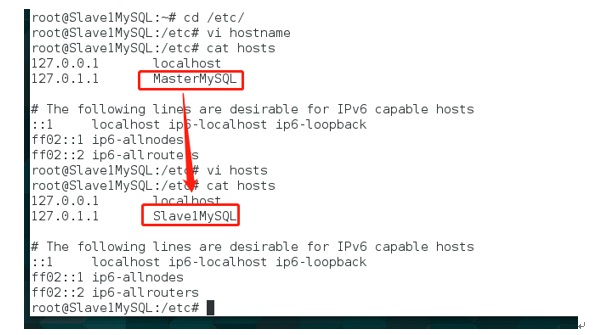 root@Slave1MySQL:~# cd /etc/
root@Slave1MySQL:/etc# vi hostname
root@Slave1MySQL:/etc# cat hosts
127.0.0.1       localhost
127.0.1.1       MasterMySQL
# The following lines are desirable for IPv6 capable hosts
::1     localhost ip6-localhost ip6-loopback
ff02::1 ip6-allnodes
ff02::2 ip6-allrouters
root@Slave1MySQL:/etc# vi hosts
root@Slave1MySQL:/etc# cat hosts
127.0.0.1       localhost
127.0.1.1       Slave1MySQL
# The following lines are desirable for IPv6 capable hosts
::1     localhost ip6-localhost ip6-loopback
ff02::1 ip6-allnodes
ff02::2 ip6-allrouters
root@Slave1MySQL:/etc#